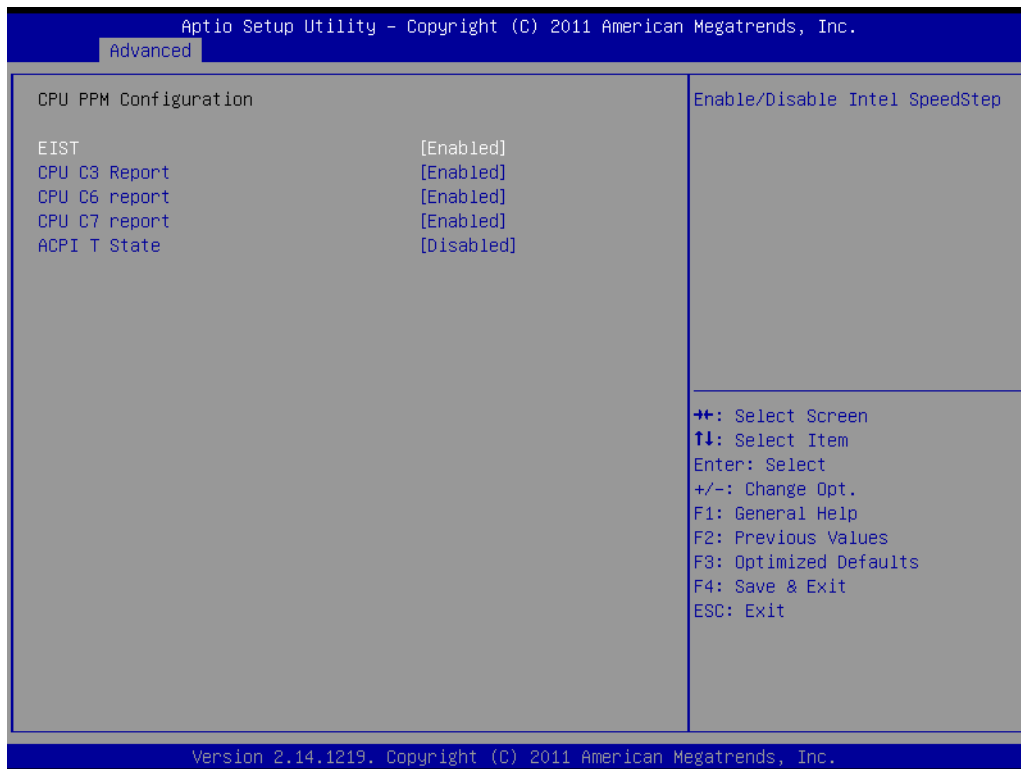 Aptio Setup Utility – Copyright (C) 2011 American Megatrends, Inc.
Advanced
CPU PPM Configuration
EIST [Enabled]
CPU C3 Report [Enabled]
CPU C6 report [Enabled]
CPU C7 report [Enabled]
ACPI T State [Disabled]
Enable/Disable Intel SpeedStep
→←: Select Screen
↑↓: Select Item
Enter: Select
+/-: Change Opt.
F1: General Help
F2: Previous Values
F3: Optimized Defaults
F4: Save & Exit
ESC: Exit
Version 2.14.1219. Copyright (C) 2011 American Megatrends, Inc.